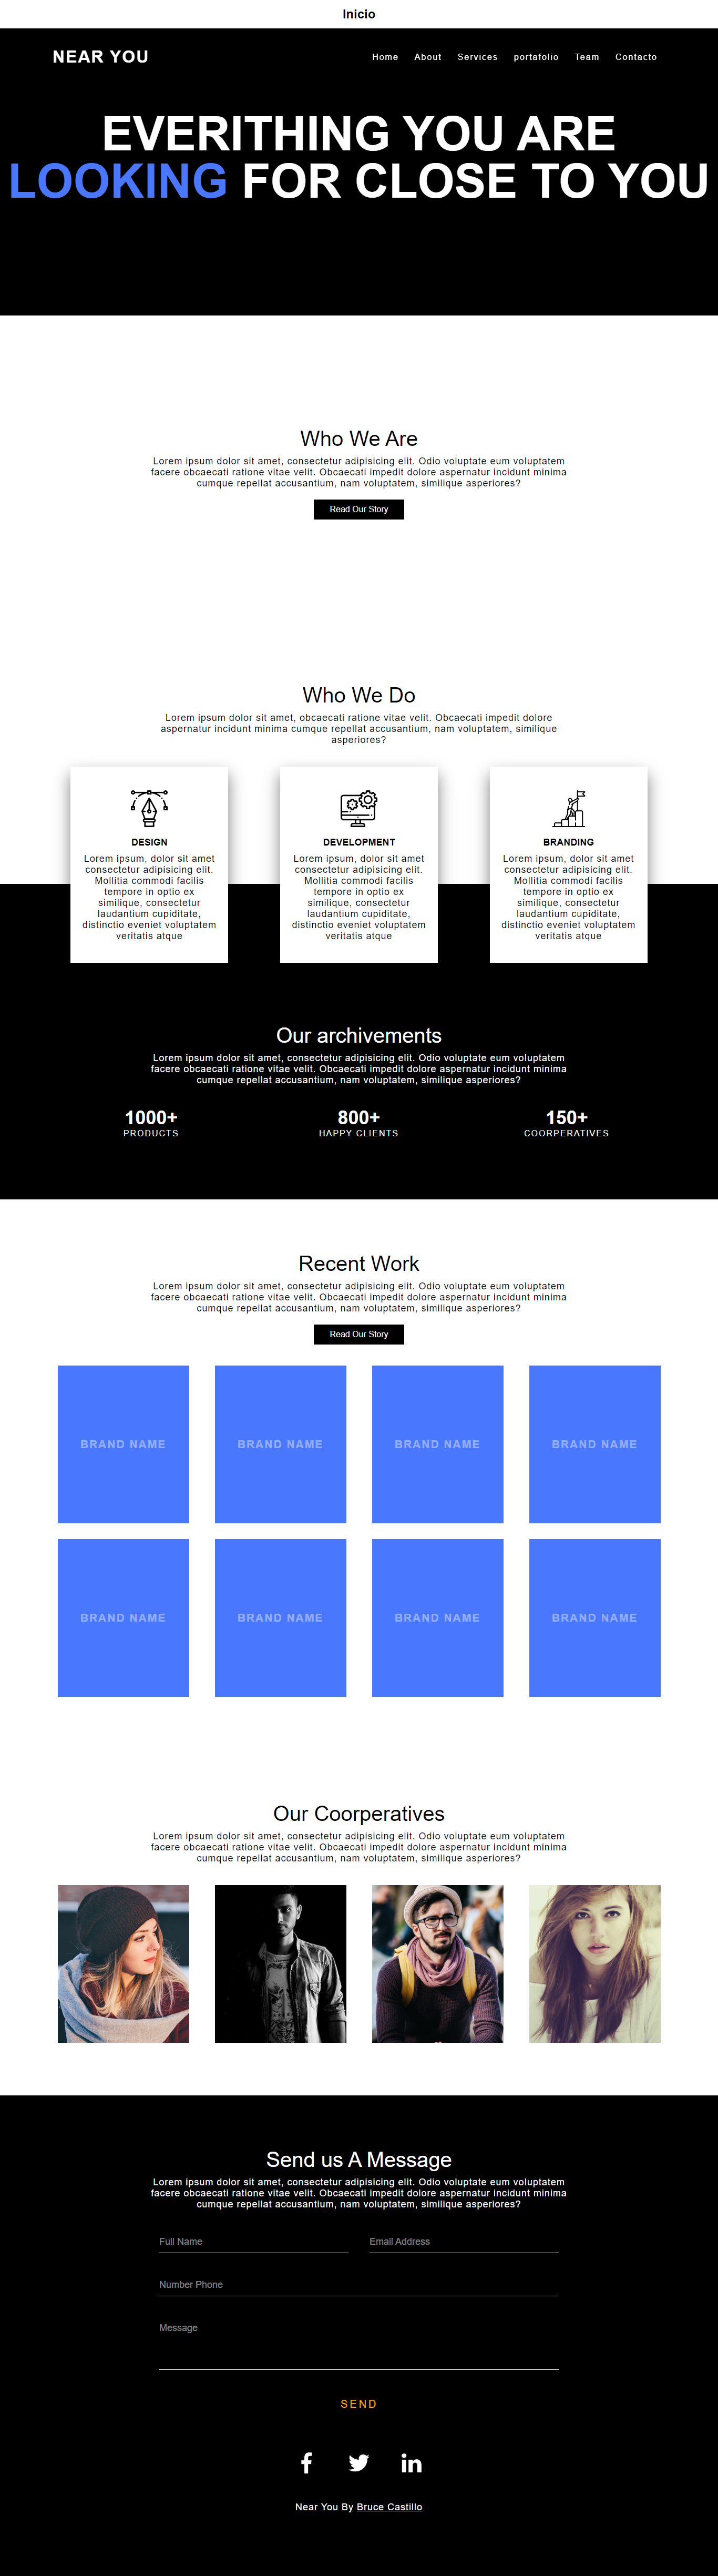 Inicio
NEAR YOU
Home About Services portafolio Team Contacto
EVERITHING YOU ARE
LOOKING FOR CLOSE TO YOU
Who We Are
Lorem ipsum dolor sit amet, consectetur adipisicing elit. Odio voluptate eum voluptatem
facere obcaecati ratione vitae velit. Obcaecati impedit dolore aspernatur incidunt minima
cumque repellat accusantium, nam voluptatem, similique asperiores?
Read Our Story
Who We Do
Lorem ipsum dolor sit amet, obcaecati ratione vitae velit. Obcaecati impedit dolore
aspernatur incidunt minima cumque repellat accusantium, nam voluptatem, similique
asperiores?
DESIGN
Lorem ipsum, dolor sit amet
consectetur adipisicing elit.
Mollitia commodi facilis
tempore in optio ex
similique, consectetur
laudantium cupiditate,
distinctio eveniet voluptatem
veritatis atque
DEVELOPMENT
Lorem ipsum, dolor sit amet
consectetur adipisicing elit.
Mollitia commodi facilis
tempore in optio ex
similique, consectetur
laudantium cupiditate,
distinctio eveniet voluptatem
veritatis atque
BRANDING
Lorem ipsum, dolor sit amet
consectetur adipisicing elit.
Mollitia commodi facilis
tempore in optio ex
similique, consectetur
laudantium cupiditate,
distinctio eveniet voluptatem
veritatis atque
Our archivements
Lorem ipsum dolor sit amet, consectetur adipisicing elit. Odio voluptate eum voluptatem
facere obcaecati ratione vitae velit. Obcaecati impedit dolore aspernatur incidunt minima
cumque repellat accusantium, nam voluptatem, similique asperiores?
1000+
PRODUCTS
800+
HAPPY CLIENTS
150+
COORPERATIVES
Recent Work
Lorem ipsum dolor sit amet, consectetur adipisicing elit. Odio voluptate eum voluptatem
facere obcaecati ratione vitae velit. Obcaecati impedit dolore aspernatur incidunt minima
cumque repellat accusantium, nam voluptatem, similique asperiores?
Read Our Story
BRAND NAME BRAND NAME BRAND NAME BRAND NAME
BRAND NAME BRAND NAME BRAND NAME BRAND NAME
Our Coorperatives
Lorem ipsum dolor sit amet, consectetur adipisicing elit. Odio voluptate eum voluptatem
facere obcaecati ratione vitae velit. Obcaecati impedit dolore aspernatur incidunt minima
cumque repellat accusantium, nam voluptatem, similique asperiores?
Send us A Message
Lorem ipsum dolor sit amet, consectetur adipisicing elit. Odio voluptate eum voluptatem
facere obcaecati ratione vitae velit. Obcaecati impedit dolore aspernatur incidunt minima
cumque repellat accusantium, nam voluptatem, similique asperiores?
Full Name Email Address
Number Phone
Message
SEND
Near You By Bruce Castillo